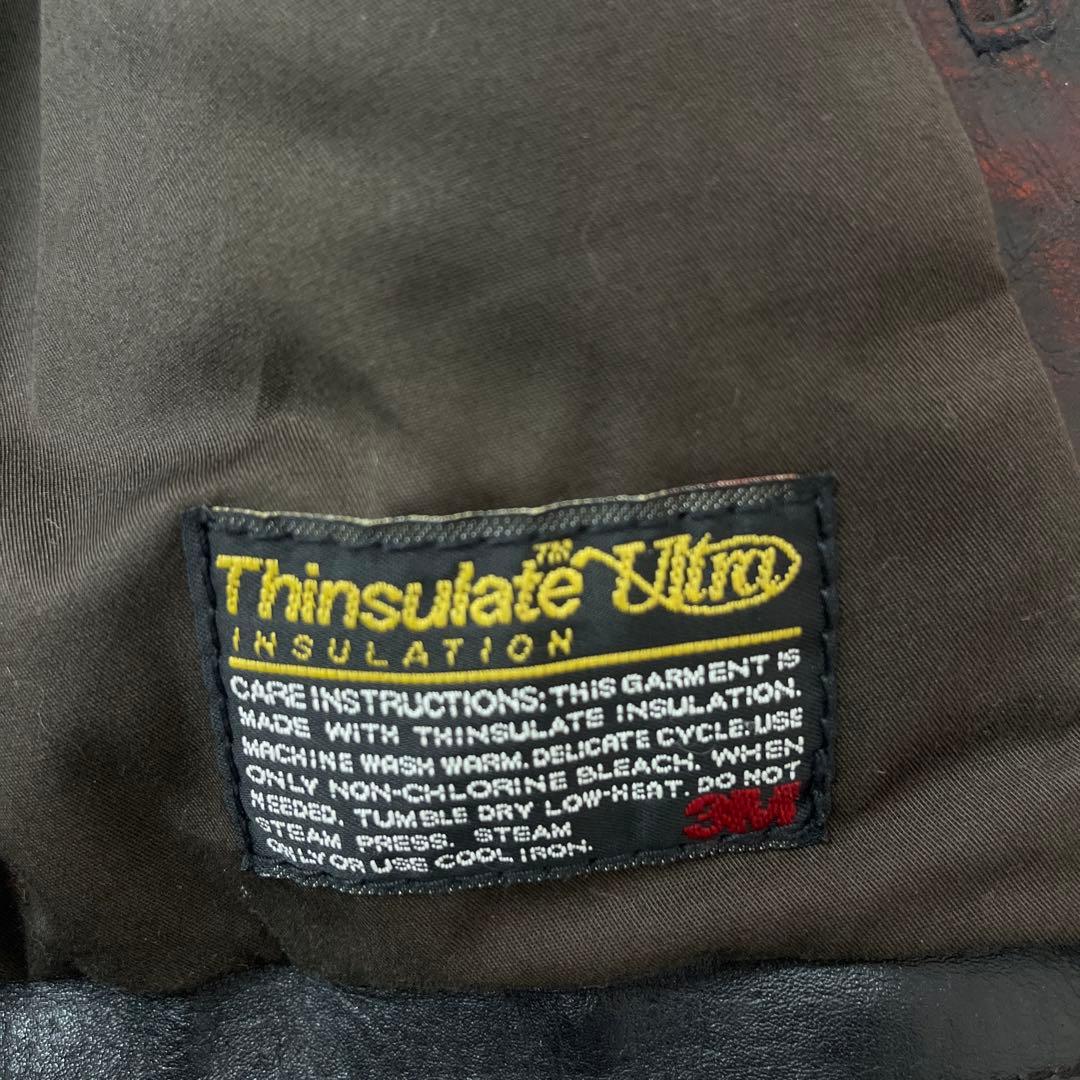 Thinsulate™ Ultra
INSULATION
CARE INSTRUCTIONS: THIS GARMENT IS
MADE WITH THINSULATE INSULATION.
MACHINE WASH WARM. DELICATE CYCLE: USE
ONLY NON-CHLORINE BLEACH. WHEN
NEEDED. TUMBLE DRY LOW-HEAT. DO NOT
STEAM PRESS. STEAM
ONLY OR USE COOL IRON.
3M